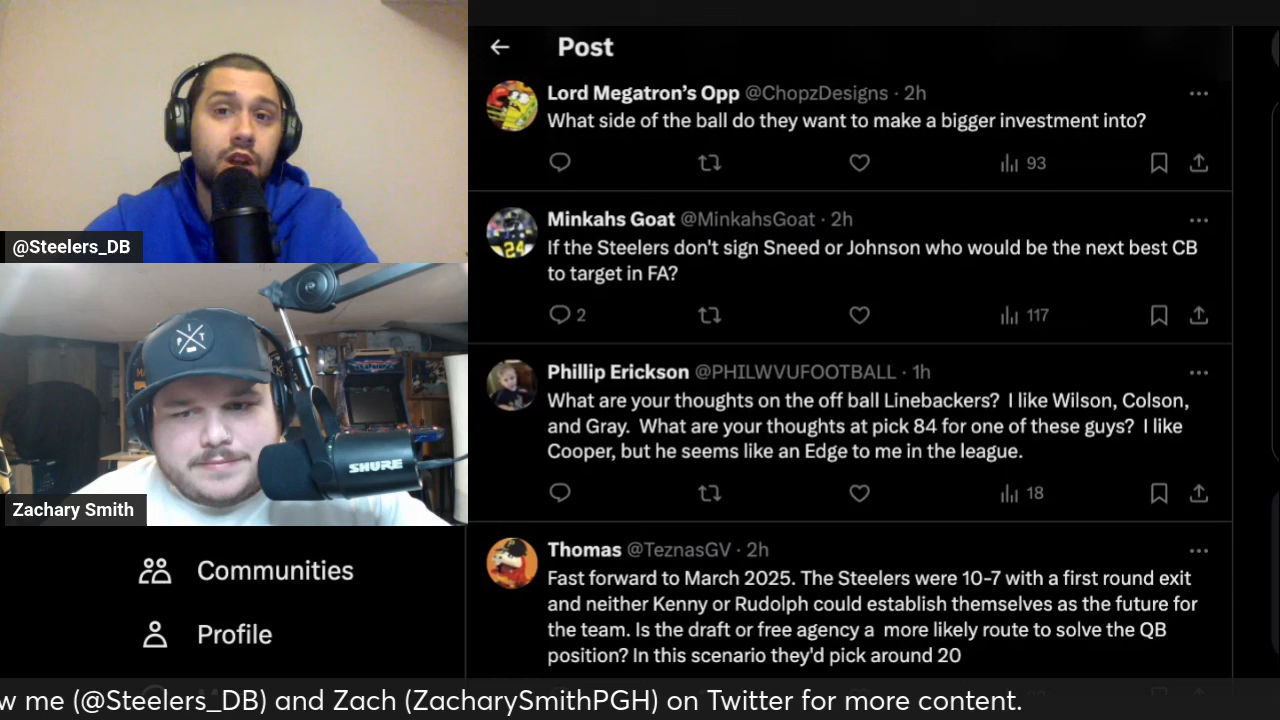 @Steelers_DB
PIT
SHURE
Zachary Smith
Communities
Profile
Post
Lord Megatron's Opp @ChopzDesigns · 2h
What side of the ball do they want to make a bigger investment into?
93
Minkahs Goat @MinkahsGoat · 2h
If the Steelers don't sign Sneed or Johnson who would be the next best CB
to target in FA?
2
117
24
Phillip Erickson @PHILWVUFOOTBALL · 1h
What are your thoughts on the off ball Linebackers?  I like Wilson, Colson,
and Gray.  What are your thoughts at pick 84 for one of these guys?  I like
Cooper, but he seems like an Edge to me in the league.
18
Thomas @TeznasGV · 2h
Fast forward to March 2025. The Steelers were 10-7 with a first round exit
and neither Kenny or Rudolph could establish themselves as the future for
the team. Is the draft or free agency a  more likely route to solve the QB
position? In this scenario they'd pick around 20
w me (@Steelers_DB) and Zach (ZacharySmithPGH) on Twitter for more content.